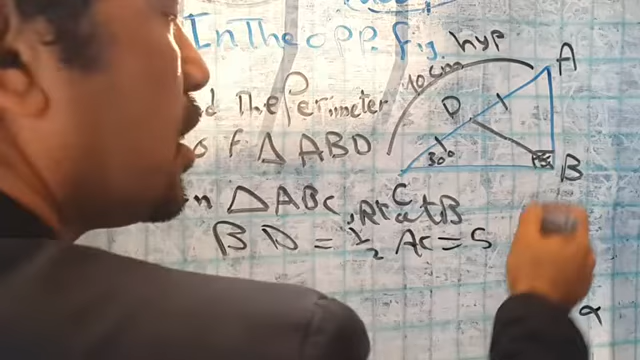 In The opp. fig.
hyp
A
10 cm
D
30°
B
C
d The Perimeter
of △ ABD
n △ ABC, Rt at B
BD = ½ AC = 5